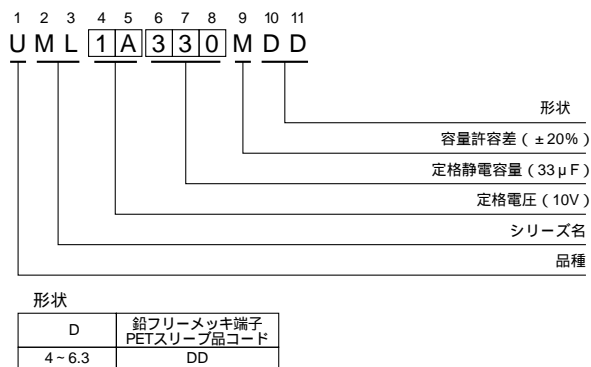 1 2 3 4 5 6 7 8 9 10 11
U M L 1 A 3 3 0 M D D
形状
容量許容差 ( ±20% )
定格静電容量 ( 33μF )
定格電圧 ( 10V )
シリーズ名
品種
形状
D 鉛フリーメッキ端子
PETスリーブ品コード
4 ~ 6.3 DD